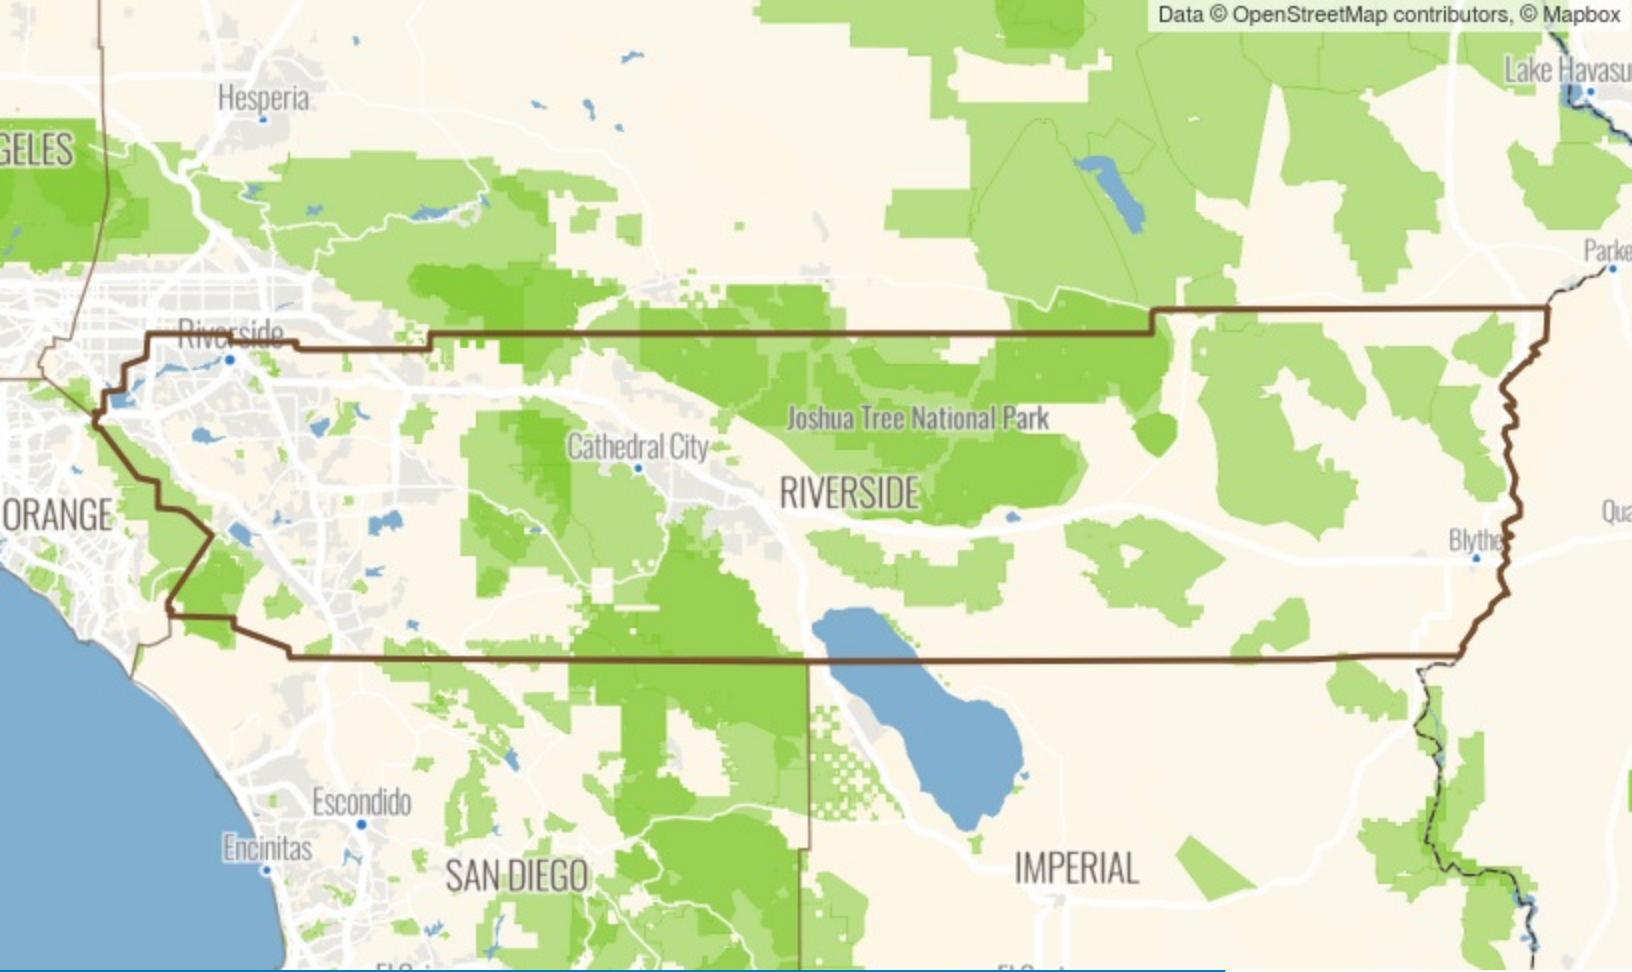 Data © OpenStreetMap contributors, © Mapbox
Lake Havasu
Hesperia
GELES
Parke
Riverside
Joshua Tree National Park
Cathedral City
RIVERSIDE
ORANGE
Qua
Blythe
Escondido
Encinitas
IMPERIAL
SAN DIEGO